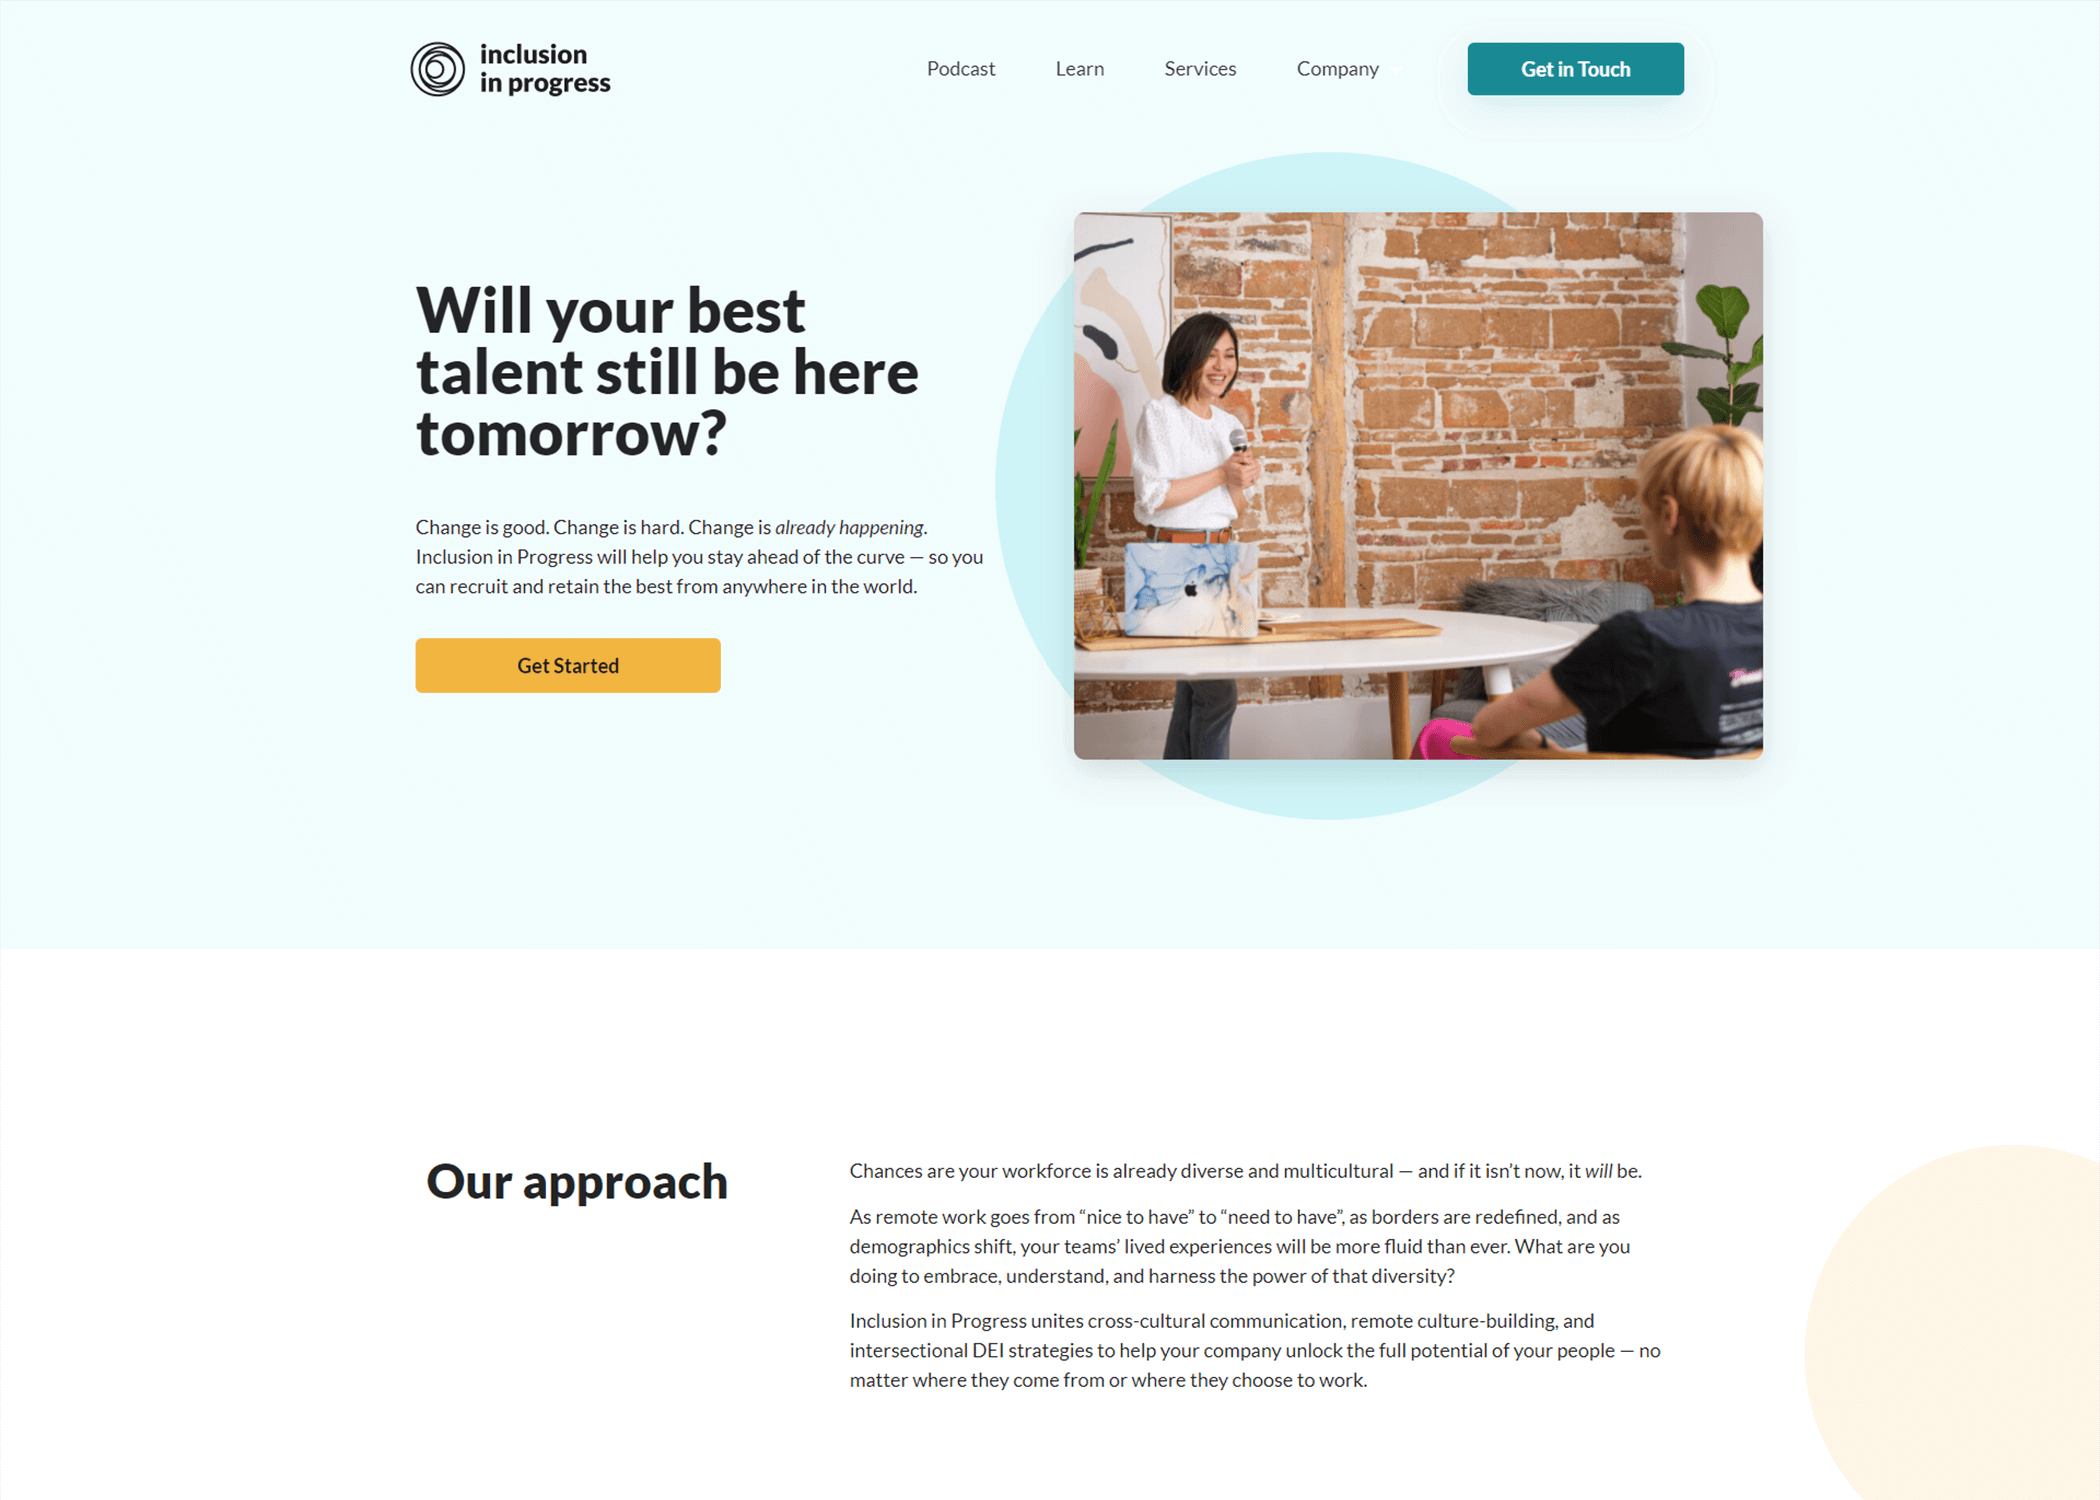 inclusion
in progress
Podcast
Learn
Services
Company
Get in Touch
Will your best
talent still be here
tomorrow?
Change is good. Change is hard. Change is already happening.
Inclusion in Progress will help you stay ahead of the curve — so you
can recruit and retain the best from anywhere in the world.
Get Started
Our approach
Chances are your workforce is already diverse and multicultural — and if it isn’t now, it will be.
As remote work goes from “nice to have” to “need to have”, as borders are redefined, and as
demographics shift, your teams’ lived experiences will be more fluid than ever. What are you
doing to embrace, understand, and harness the power of that diversity?
Inclusion in Progress unites cross-cultural communication, remote culture-building, and
intersectional DEI strategies to help your company unlock the full potential of your people — no
matter where they come from or where they choose to work.